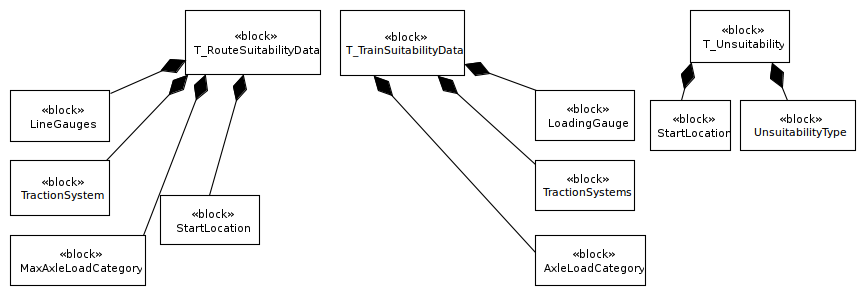 «block»
T_RouteSuitabilityData
«block»
T_TrainSuitabilityData
«block»
T_Unsuitability
«block»
LineGauges
«block»
LoadingGauge
«block»
StartLocation
«block»
UnsuitabilityType
«block»
TractionSystem
«block»
TractionSystems
«block»
StartLocation
«block»
MaxAxleLoadCategory
«block»
AxleLoadCategory